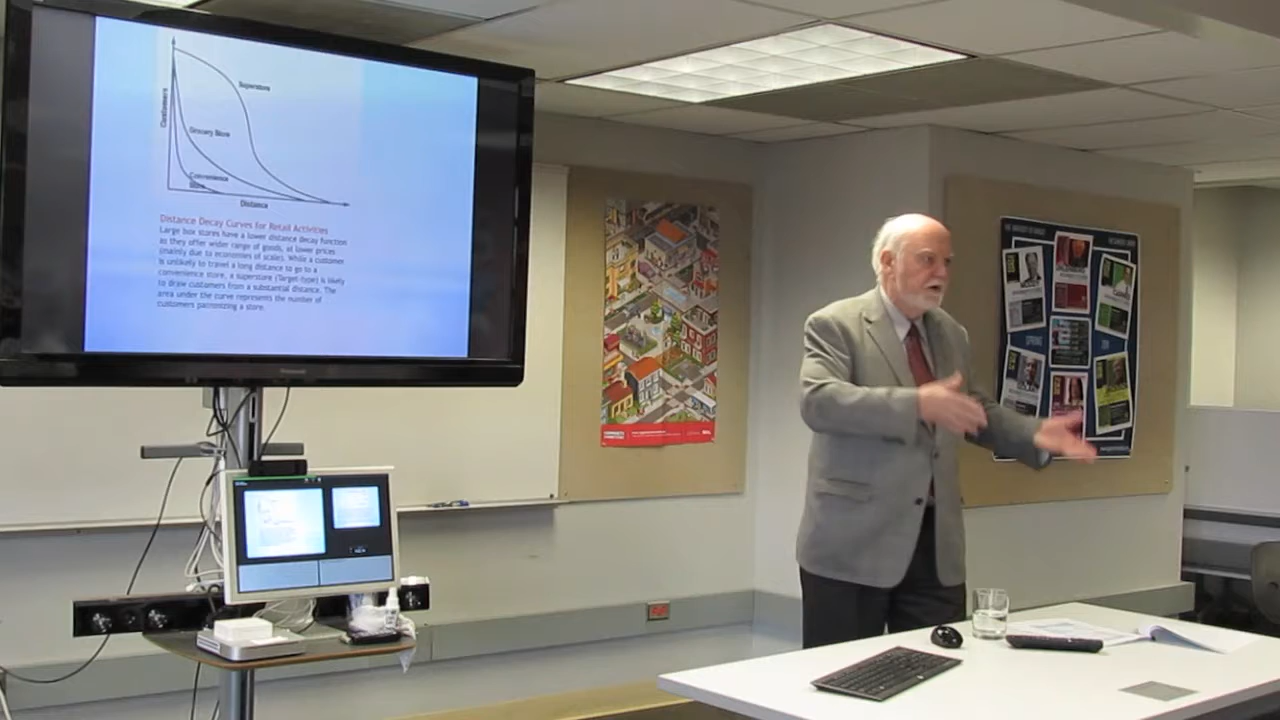 Customers
Superstore
Grocery Store
Convenience
Store
Distance
Distance Decay Curves for Retail Activities
Large box stores have a lower distance decay function
as they offer wider range of goods, at lower prices
(mainly due to economies of scale). While a customer
is unlikely to travel a long distance to go to a
convenience store, a superstore (Target-type) is likely
to draw customers from a substantial distance. The
area under the curve represents the number of
customers patronizing a store.
SPRING